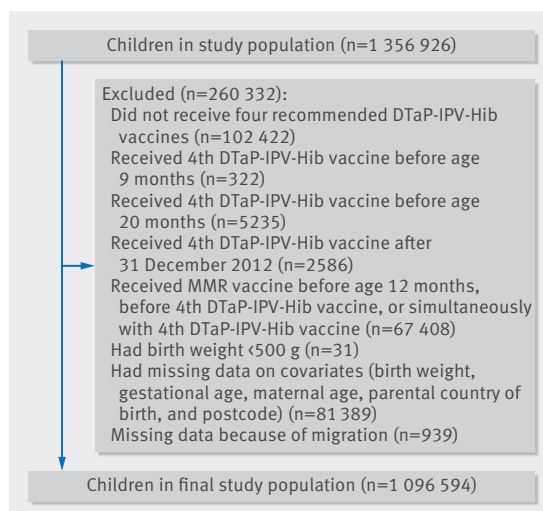 Children in study population (n=1 356 926)
Excluded (n=260 332):
Did not receive four recommended DTaP-IPV-Hib
vaccines (n=102 422)
Received 4th DTaP-IPV-Hib vaccine before age
9 months (n=322)
Received 4th DTaP-IPV-Hib vaccine before age
20 months (n=5235)
Received 4th DTaP-IPV-Hib vaccine after
31 December 2012 (n=2586)
Received MMR vaccine before age 12 months,
before 4th DTaP-IPV-Hib vaccine, or simultaneously
with 4th DTaP-IPV-Hib vaccine (n=67 408)
Had birth weight <500 g (n=31)
Had missing data on covariates (birth weight,
gestational age, maternal age, parental country of
birth, and postcode) (n=81 389)
Missing data because of migration (n=939)
Children in final study population (n=1 096 594)